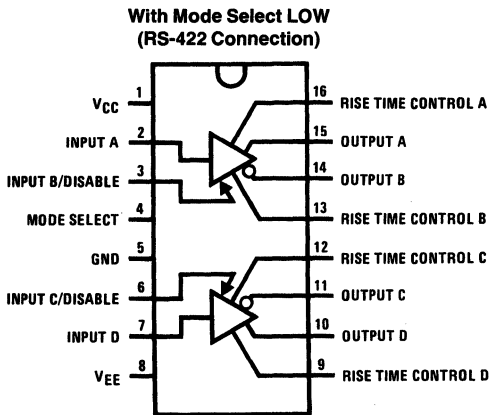 With Mode Select LOW
(RS-422 Connection)
1
VCC
2
INPUT A
3
INPUT B/DISABLE
4
MODE SELECT
5
GND
6
INPUT C/DISABLE
7
INPUT D
8
VEE
16
RISE TIME CONTROL A
15
OUTPUT A
14
OUTPUT B
13
RISE TIME CONTROL B
12
RISE TIME CONTROL C
11
OUTPUT C
10
OUTPUT D
9
RISE TIME CONTROL D